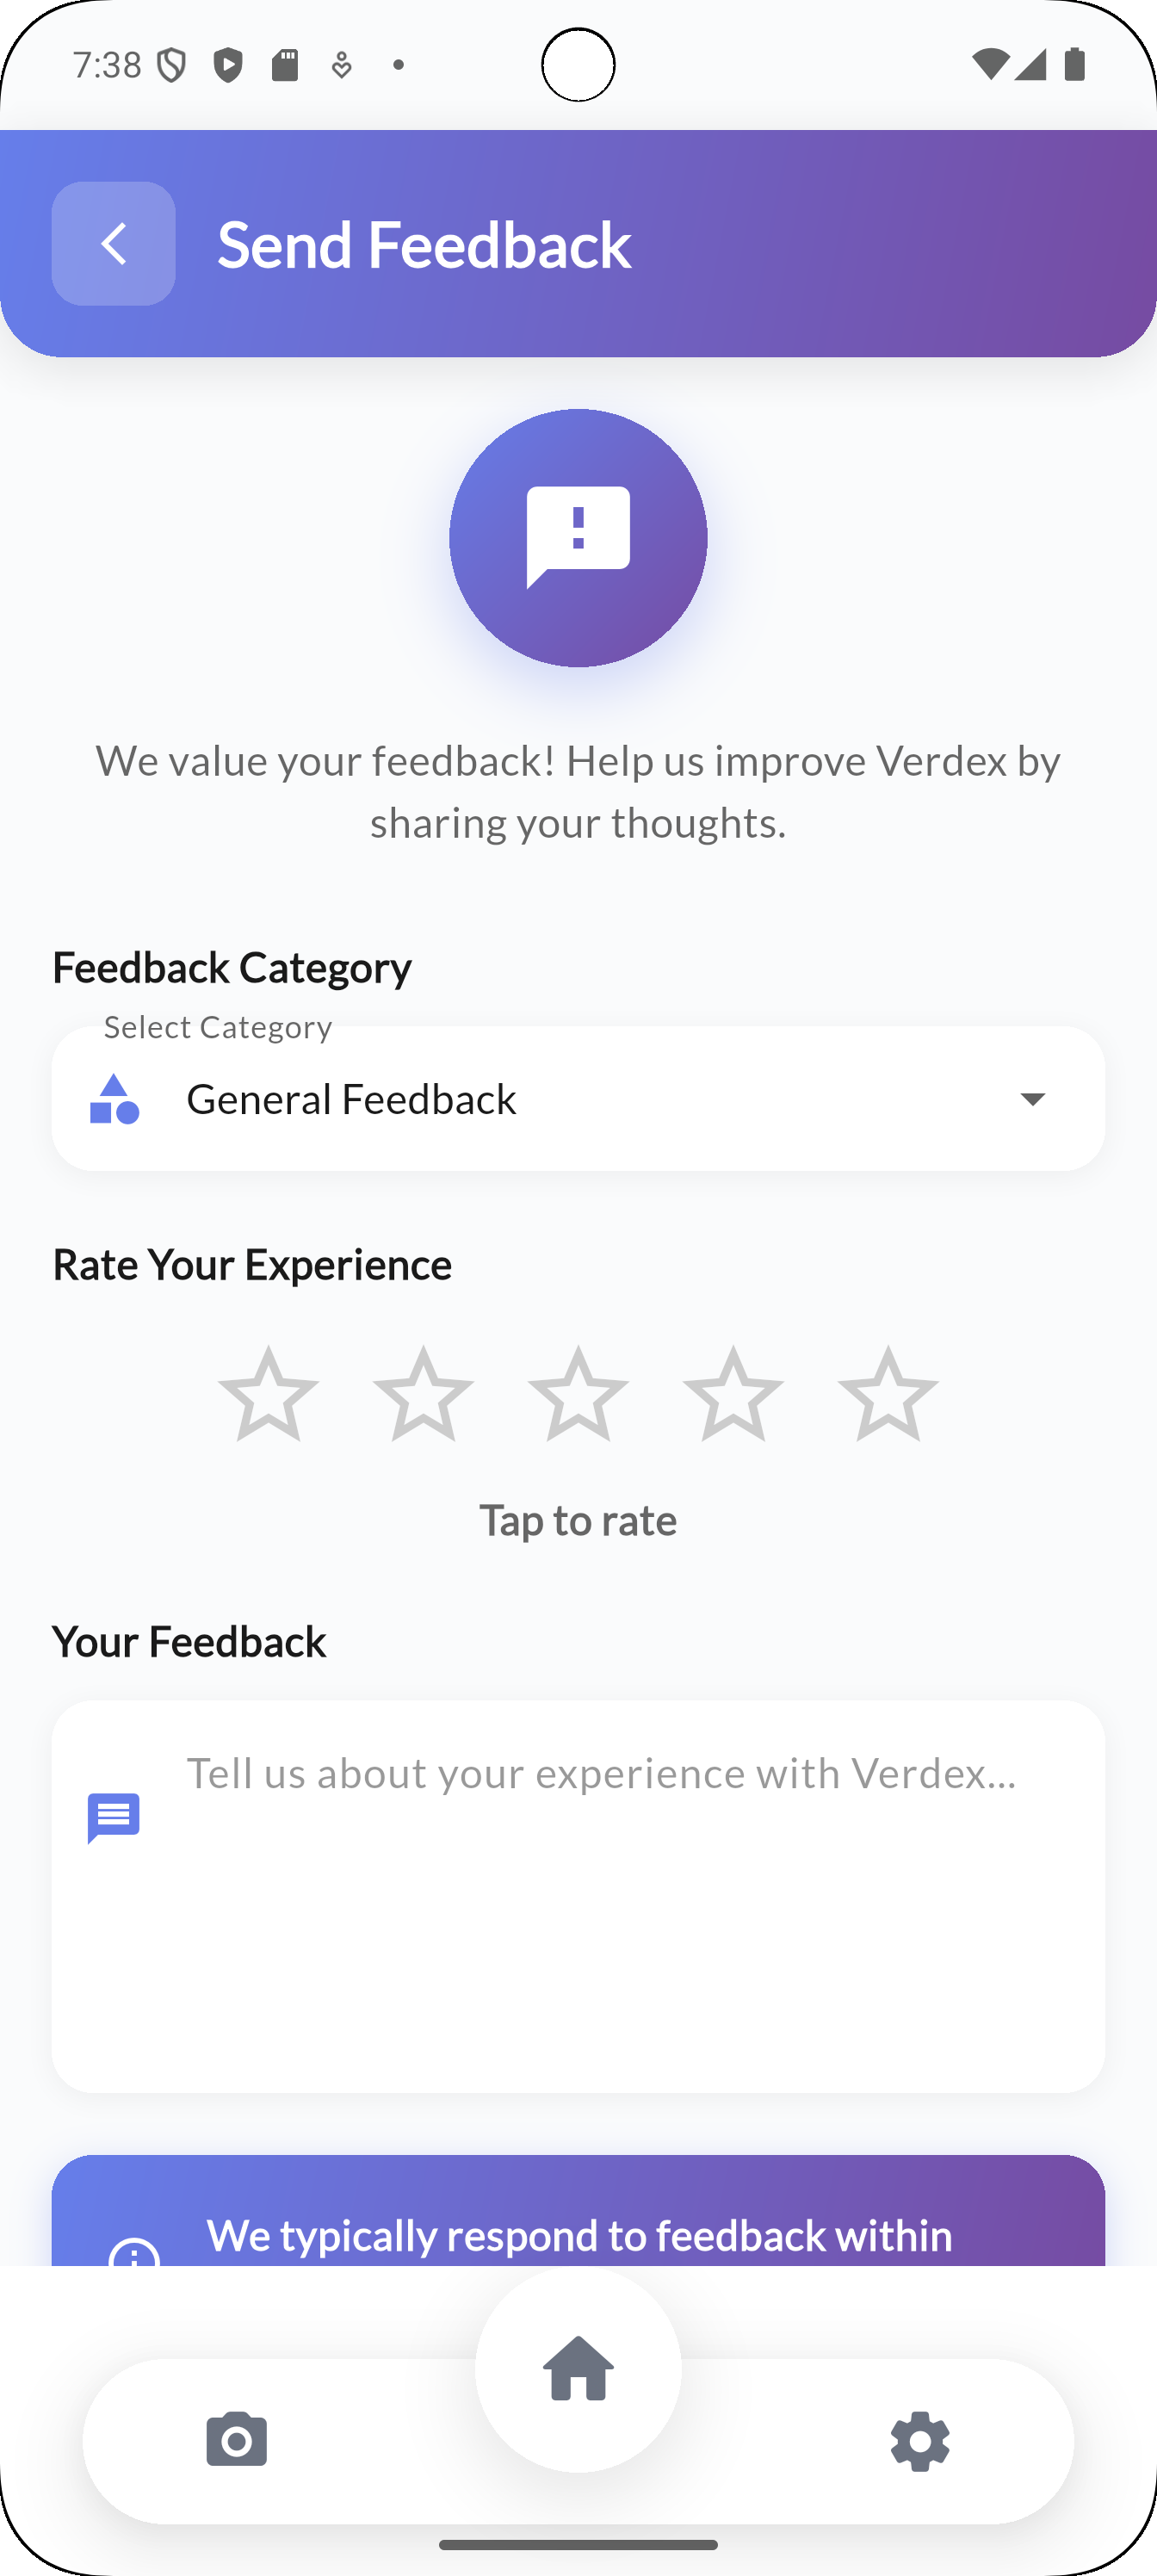 7:38
Send Feedback
We value your feedback! Help us improve Verdex by
sharing your thoughts.
Feedback Category
Select Category
General Feedback
Rate Your Experience
Tap to rate
Your Feedback
Tell us about your experience with Verdex...
We typically respond to feedback within